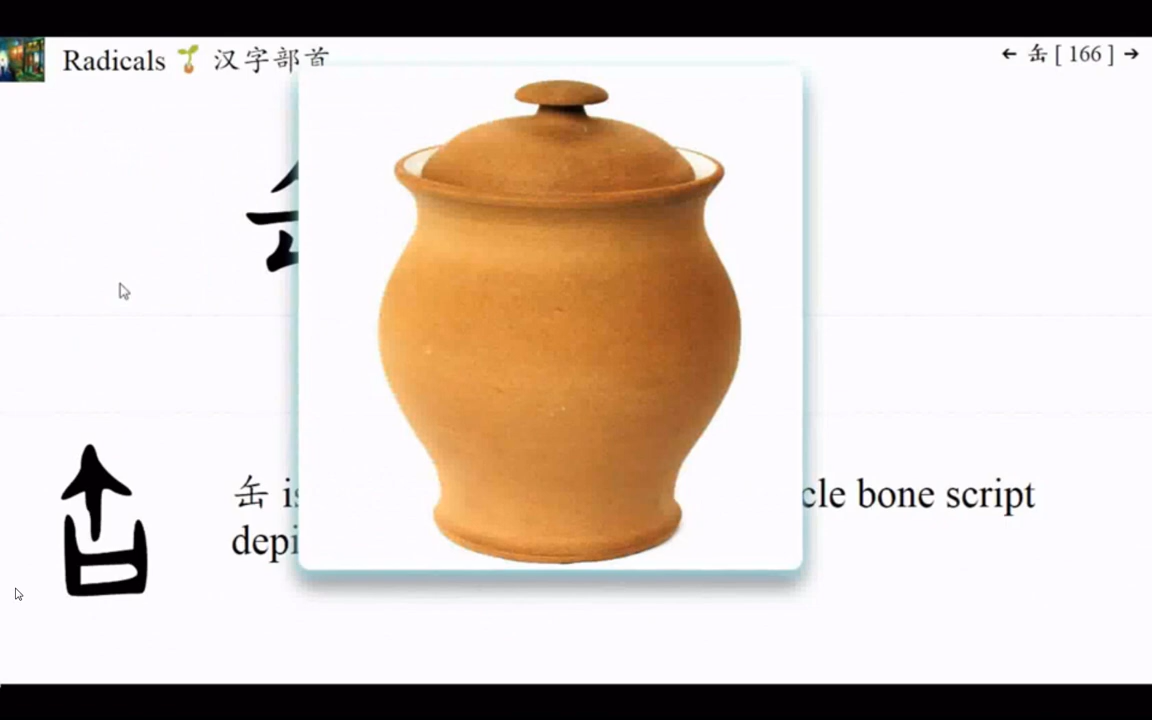 Radicals 🌱 汉字部首
← 缶 [ 166 ] →
缶 is
cle bone script
depi